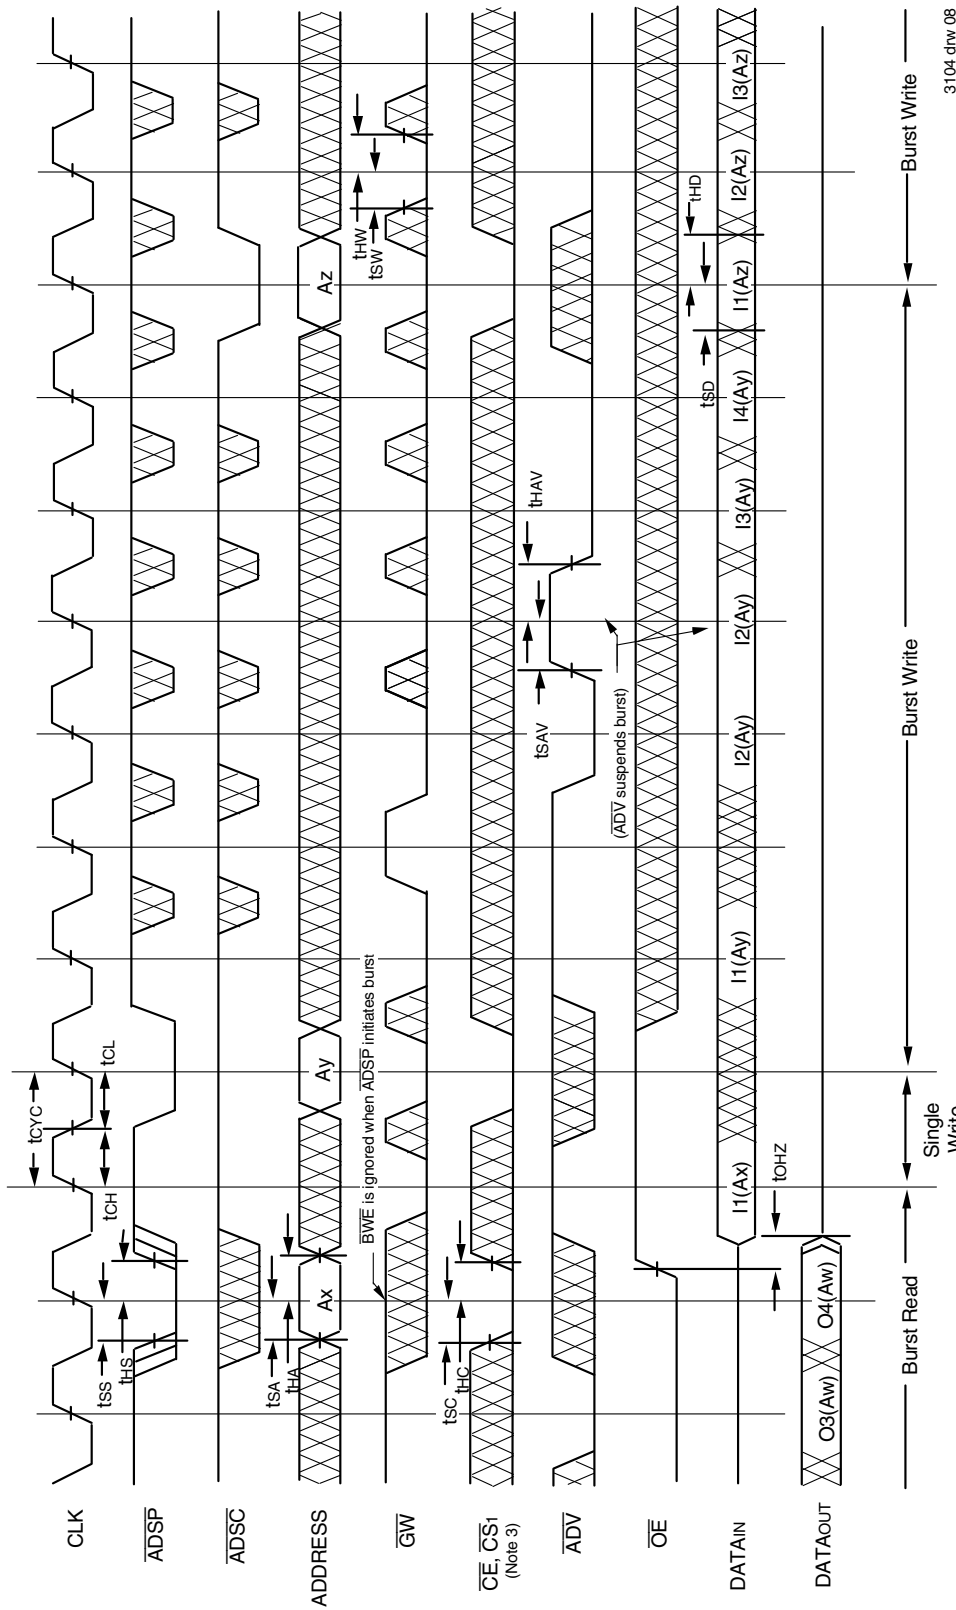 CLK
tCYC
tCH
tCL
tSS
tHS
ADSP
ADSC
ADDRESS
Ax
Ay
Az
tSA
tHA
BWE is ignored when ADSP initiates burst
tHW
tSW
GW
tSC
tHC
CE, CS1
(Note 3)
tSAV
tHAV
ADV
(ADV suspends burst)
OE
tSD
tHD
DATAIN
I1(Ax)
I1(Ay)
I2(Ay)
I2(Ay)
I3(Ay)
I4(Ay)
I1(Az)
I2(Az)
I3(Az)
tOHZ
DATAOUT
O3(Aw)
O4(Aw)
Burst Read
Single
Write
Burst Write
Burst Write
3104 drw 08